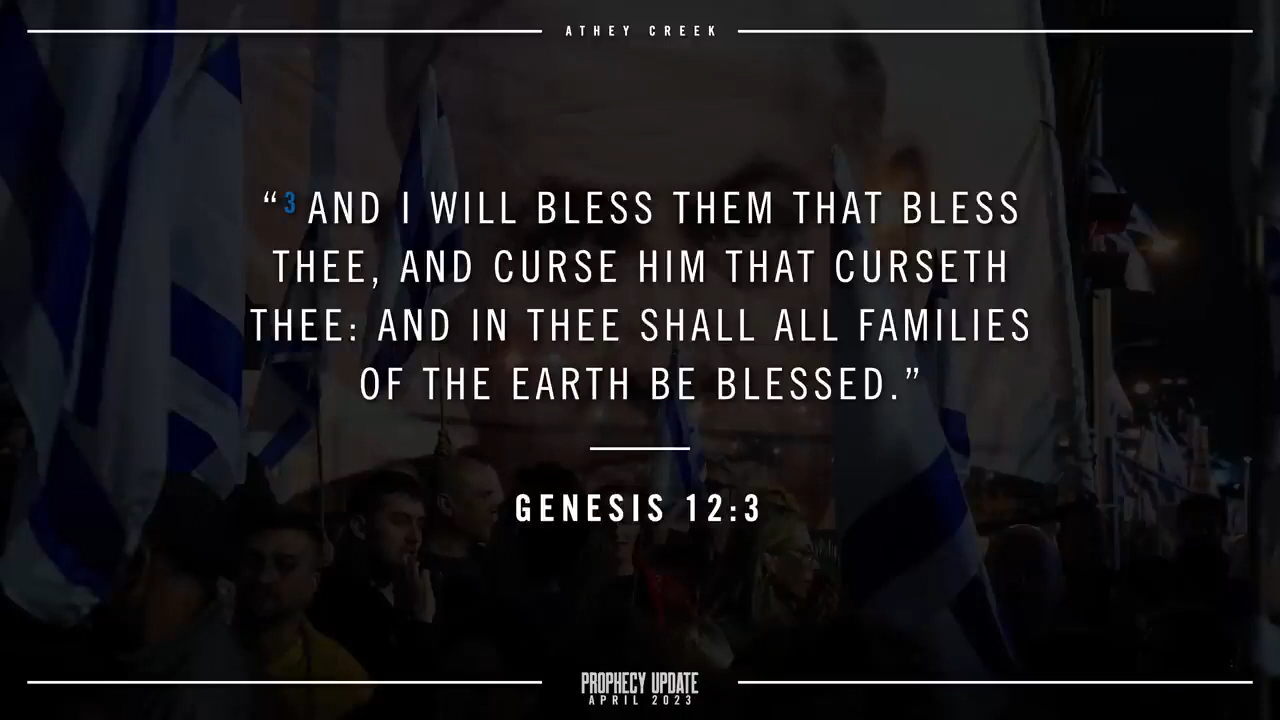 ATHEY CREEK
“3 AND I WILL BLESS THEM THAT BLESS
THEE, AND CURSE HIM THAT CURSETH
THEE: AND IN THEE SHALL ALL FAMILIES
OF THE EARTH BE BLESSED.”
GENESIS 12:3
PROPHECY UPDATE
APRIL 2023